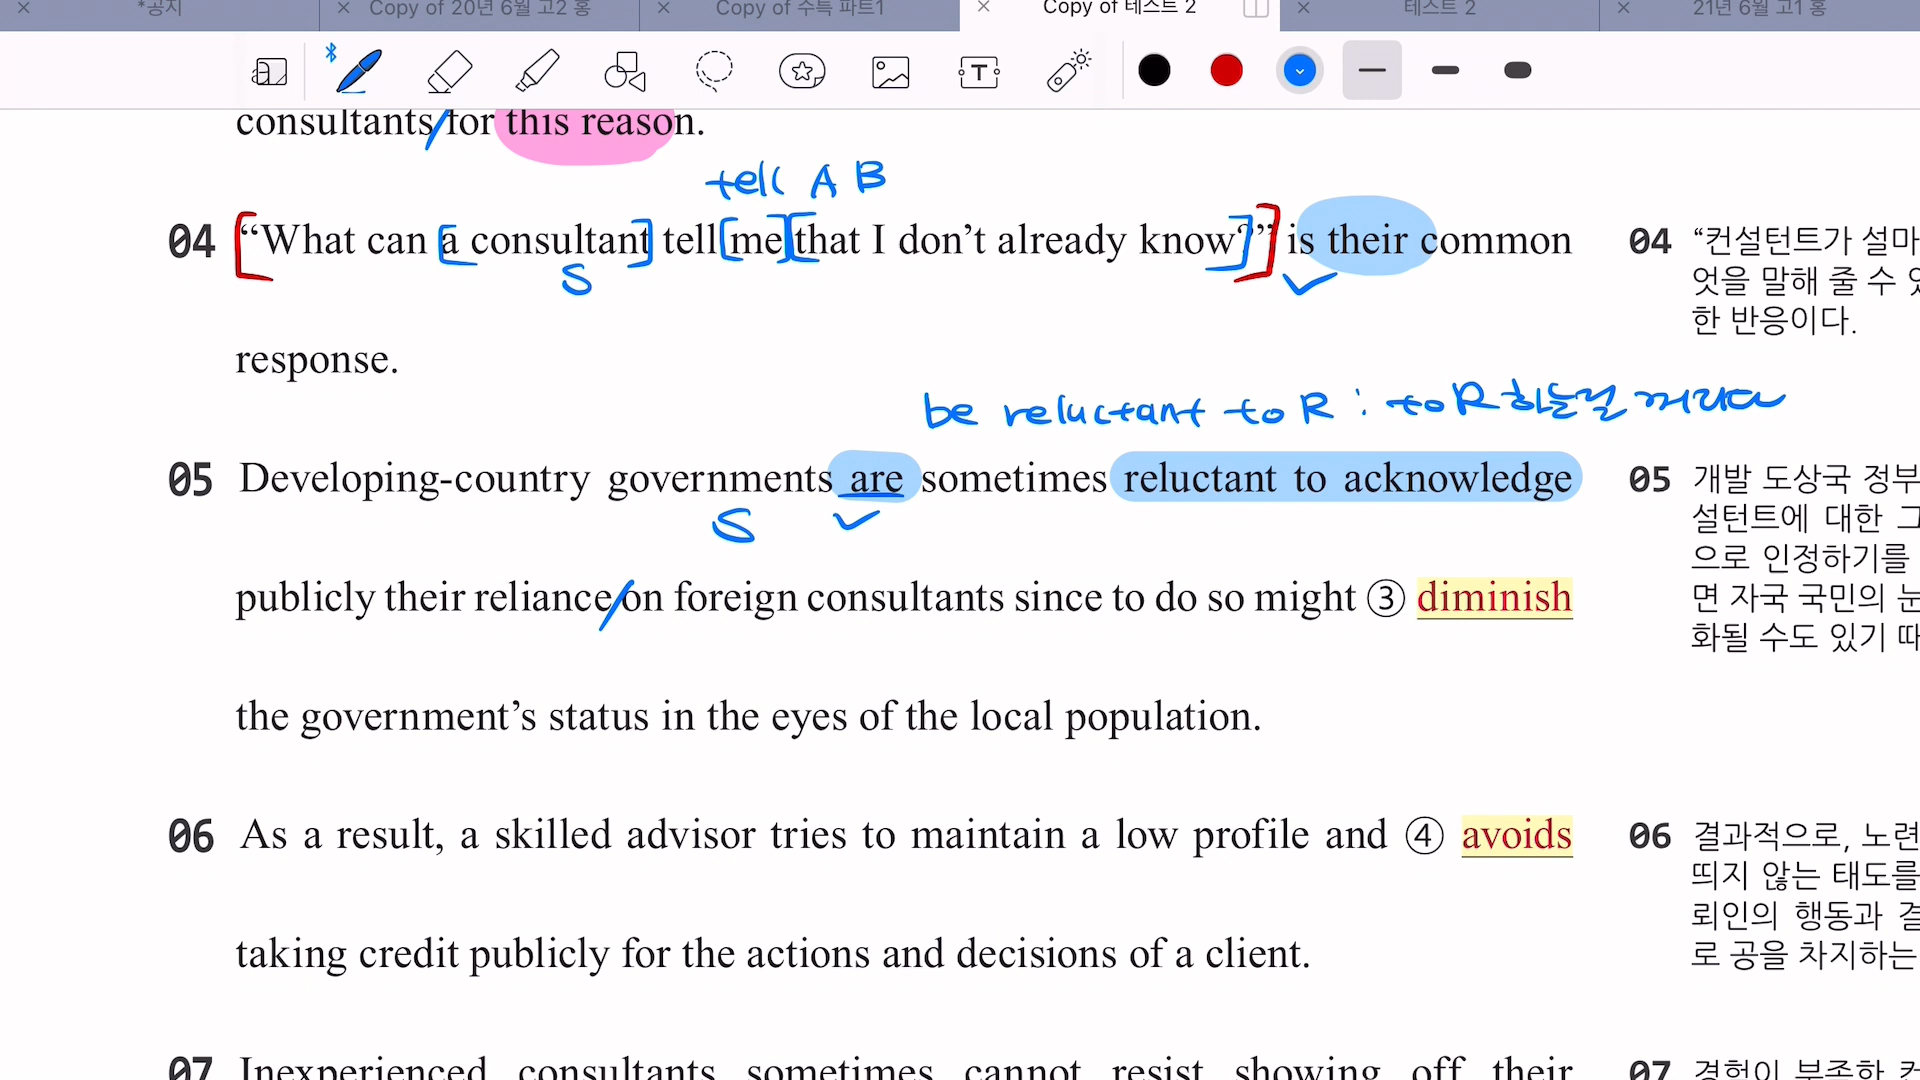 *공지
Copy of 20년 6월 고2 홍
Copy of 수특 파트1
Copy of 테스트 2
테스트 2
21년 6월 고1 홍
consultants/for this reason.
tell A B
04 ["What can [a consultant] tell [me] [that I don't already know?"]] is their common
S
response.
be reluctant to R : to R 하는걸 꺼리다
05 Developing-country governments are sometimes reluctant to acknowledge
S
publicly their reliance/on foreign consultants since to do so might ③ diminish
the government's status in the eyes of the local population.
06 As a result, a skilled advisor tries to maintain a low profile and ④ avoids
taking credit publicly for the actions and decisions of a client.
07 Inexperienced consultants sometimes cannot resist showing off their
04 "컨설턴트가 설마
엇을 말해 줄 수 있
한 반응이다.
05 개발 도상국 정부
설턴트에 대한 그
으로 인정하기를
면 자국 국민의 눈
화될 수도 있기 때
06 결과적으로, 노련
띄지 않는 태도를
뢰인의 행동과 결
로 공을 차지하는
07 경험이 부족한 컨